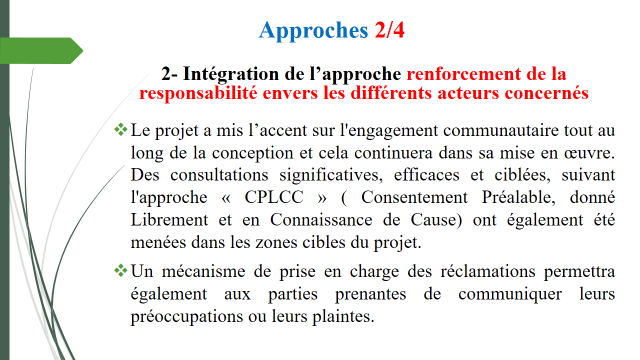 Approches 2/4
2- Intégration de l’approche renforcement de la
responsabilité envers les différents acteurs concernés
Le projet a mis l’accent sur l'engagement communautaire tout au
long de la conception et cela continuera dans sa mise en œuvre.
Des consultations significatives, efficaces et ciblées, suivant
l'approche « CPLCC » ( Consentement Préalable, donné
Librement et en Connaissance de Cause) ont également été
menées dans les zones cibles du projet.
Un mécanisme de prise en charge des réclamations permettra
également aux parties prenantes de communiquer leurs
préoccupations ou leurs plaintes.